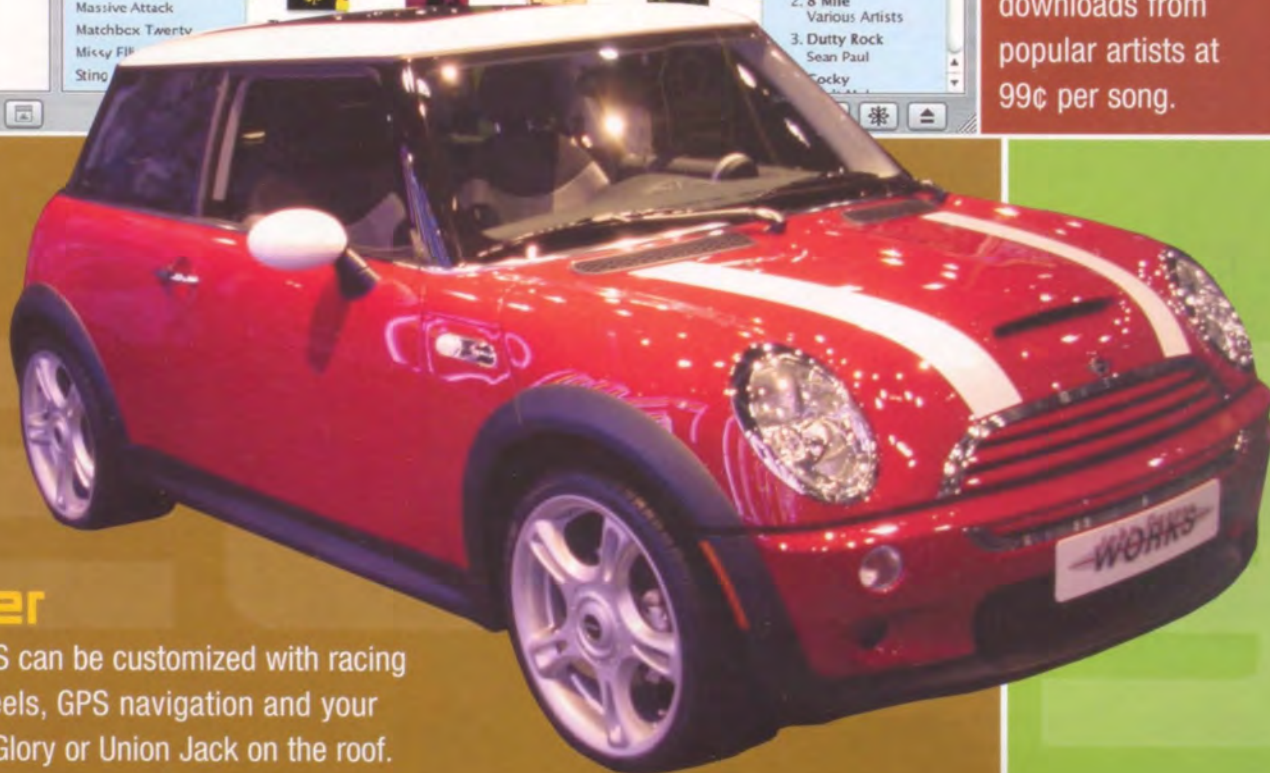 Massive Attack
Matchbox Twenty
Missy
Sting
2. 8 Mile
Various Artists
3. Dutty Rock
Sean Paul
downloads from
popular artists at
99¢ per song.
WORKS
er
S can be customized with racing
eels, GPS navigation and your
Glory or Union Jack on the roof.